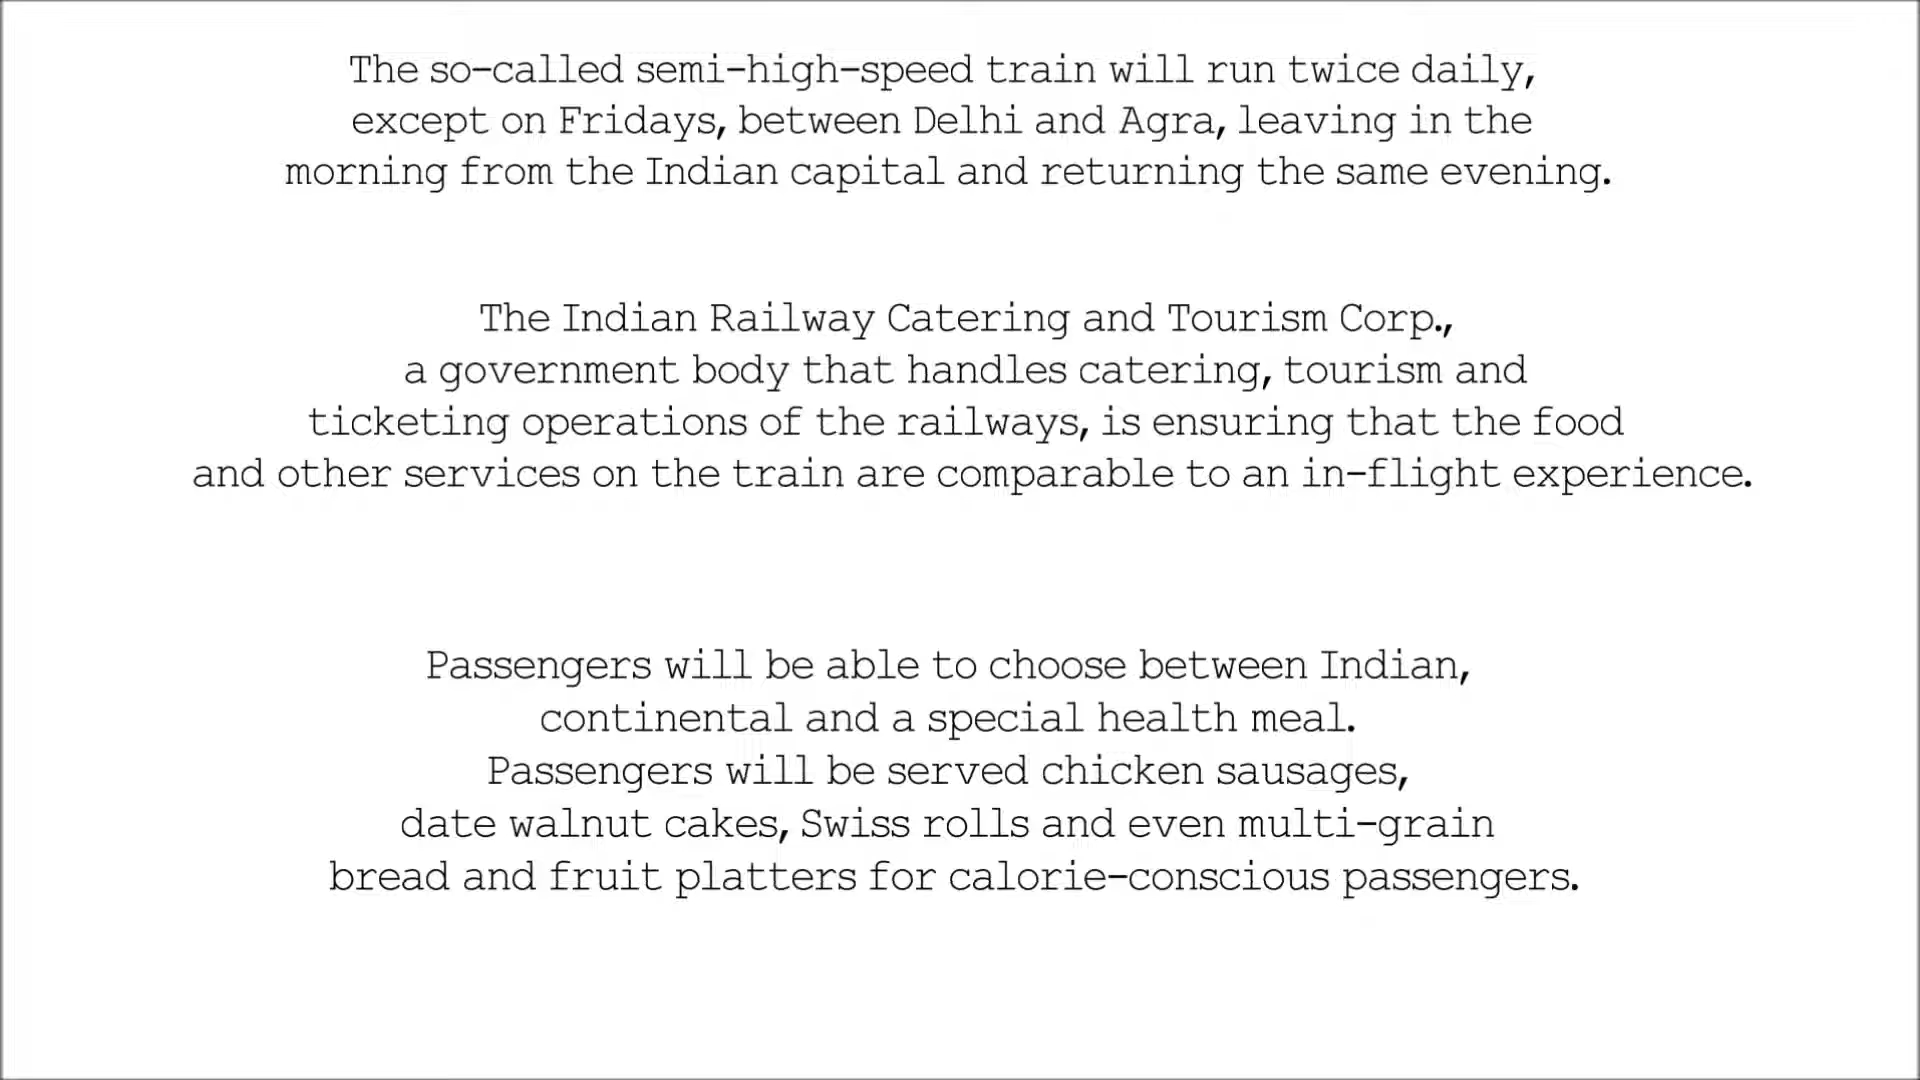 The so-called semi-high-speed train will run twice daily,
except on Fridays, between Delhi and Agra, leaving in the
morning from the Indian capital and returning the same evening.
The Indian Railway Catering and Tourism Corp.,
a government body that handles catering, tourism and
ticketing operations of the railways, is ensuring that the food
and other services on the train are comparable to an in-flight experience.
Passengers will be able to choose between Indian,
continental and a special health meal.
Passengers will be served chicken sausages,
date walnut cakes, Swiss rolls and even multi-grain
bread and fruit platters for calorie-conscious passengers.